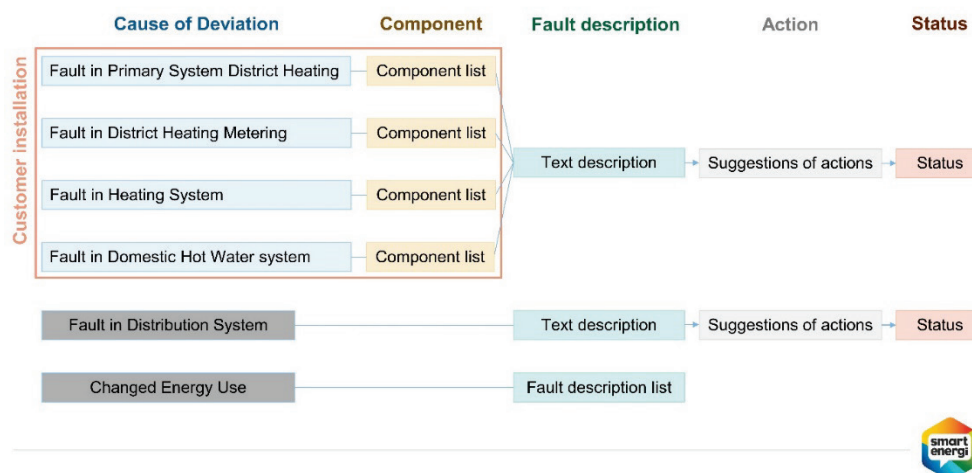 Cause of Deviation Component Fault description Action Status
Customer installation
Fault in Primary System District Heating Component list
Fault in District Heating Metering Component list
Text description Suggestions of actions Status
Fault in Heating System Component list
Fault in Domestic Hot Water system Component list
Fault in Distribution System Text description Suggestions of actions Status
Changed Energy Use Fault description list
smart
energi